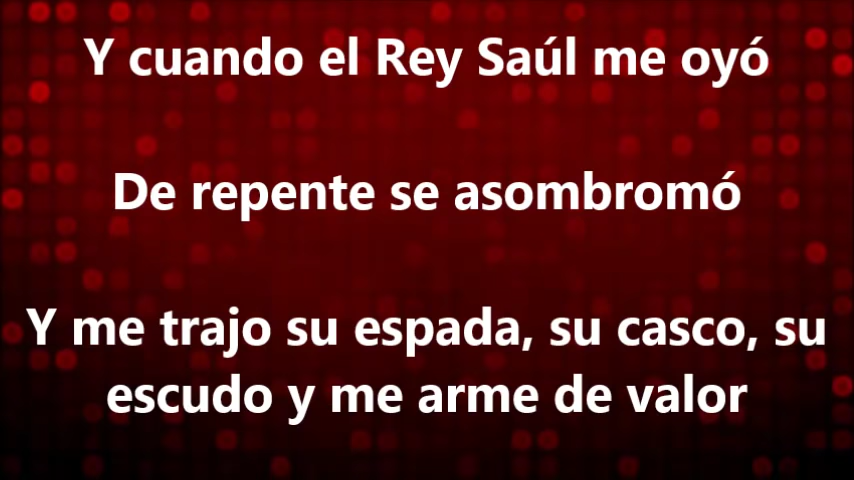 Y cuando el Rey Saúl me oyó
De repente se asombromó
Y me trajo su espada, su casco, su
escudo y me arme de valor